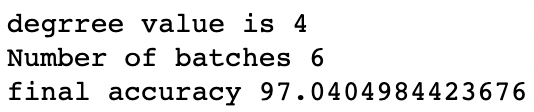 degrree value is 4
Number of batches 6
final accuracy 97.0404984423676